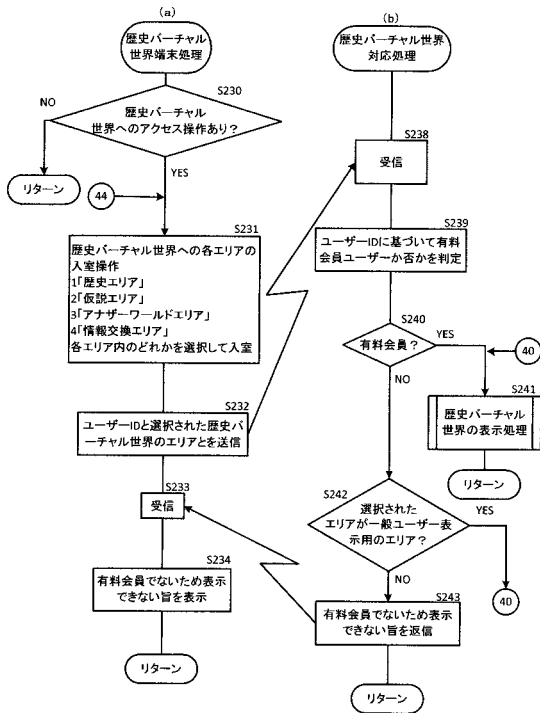 (a)
歴史バーチャル
世界端末処理
S230
NO
歴史バーチャル
世界へのアクセス操作あり？
リターン
YES
44
S231
歴史バーチャル世界への各エリアの
入室操作
1「歴史エリア」
2「仮説エリア」
3「アナザーワールドエリア」
4「情報交換エリア」
各エリア内のどれかを選択して入室
S232
ユーザーIDと選択された歴史バ
ーチャル世界のエリアとを送信
S233
受信
S234
有料会員でないため表示
できない旨を表示
リターン
(b)
歴史バーチャル世界
対応処理
S238
受信
S239
ユーザーIDに基づいて有料
会員ユーザーか否かを判定
S240
有料会員？
YES
40
NO
S241
歴史バーチャル
世界の表示処理
リターン
S242
選択された
エリアが一般ユーザー表
示用のエリア？
YES
40
NO
S243
有料会員でないため表示
できない旨を返信
リターン